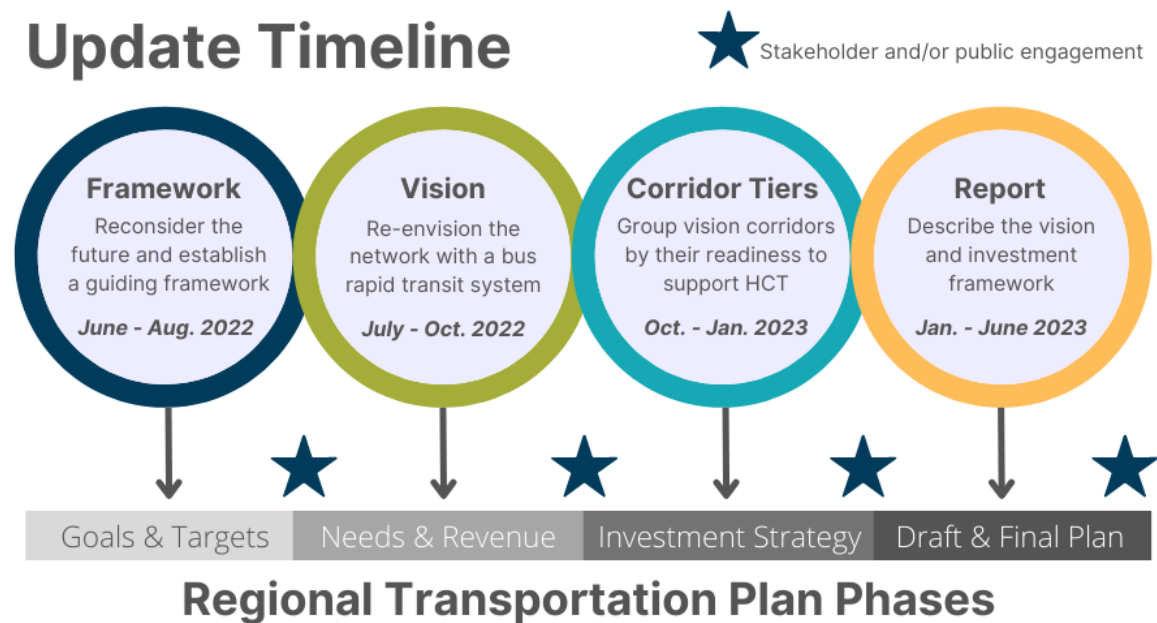 Update Timeline
Stakeholder and/or public engagement
Framework
Reconsider the
future and establish
a guiding framework
June - Aug. 2022
Vision
Re-envision the
network with a bus
rapid transit system
July - Oct. 2022
Corridor Tiers
Group vision corridors
by their readiness to
support HCT
Oct. - Jan. 2023
Report
Describe the vision
and investment
framework
Jan. - June 2023
Goals & Targets
Needs & Revenue
Investment Strategy
Draft & Final Plan
Regional Transportation Plan Phases